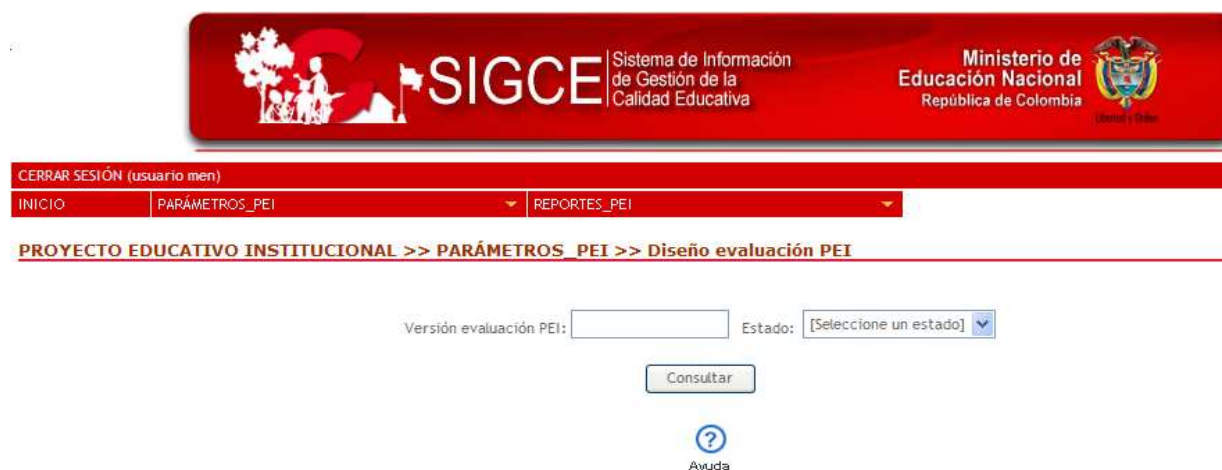 SIGCE
Sistema de Información
de Gestión de la
Calidad Educativa
Ministerio de
Educación Nacional
República de Colombia
Libertad y Orden
CERRAR SESIÓN (usuario men)
INICIO PARÁMETROS_PEI REPORTES_PEI
PROYECTO EDUCATIVO INSTITUCIONAL >> PARÁMETROS_PEI >> Diseño evaluación PEI
Versión evaluación PEI: Estado: [Seleccione un estado]
Consultar
?
Ayuda